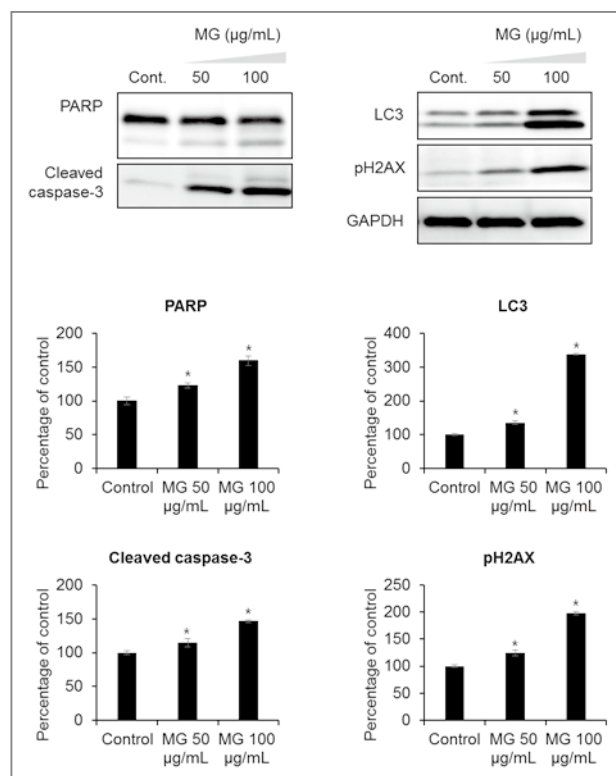 MG (µg/mL)
Cont. 50 100
PARP
Cleaved
caspase-3
MG (µg/mL)
Cont. 50 100
LC3
pH2AX
GAPDH
PARP
Percentage of control
200
150
100
50
0
Control MG 50 MG 100
µg/mL µg/mL
* *
LC3
Percentage of control
400
300
200
100
0
Control MG 50 MG 100
µg/mL µg/mL
* *
Cleaved caspase-3
Percentage of control
200
150
100
50
0
Control MG 50 MG 100
µg/mL µg/mL
* *
pH2AX
Percentage of control
250
200
150
100
50
0
Control MG 50 MG 100
µg/mL µg/mL
* *